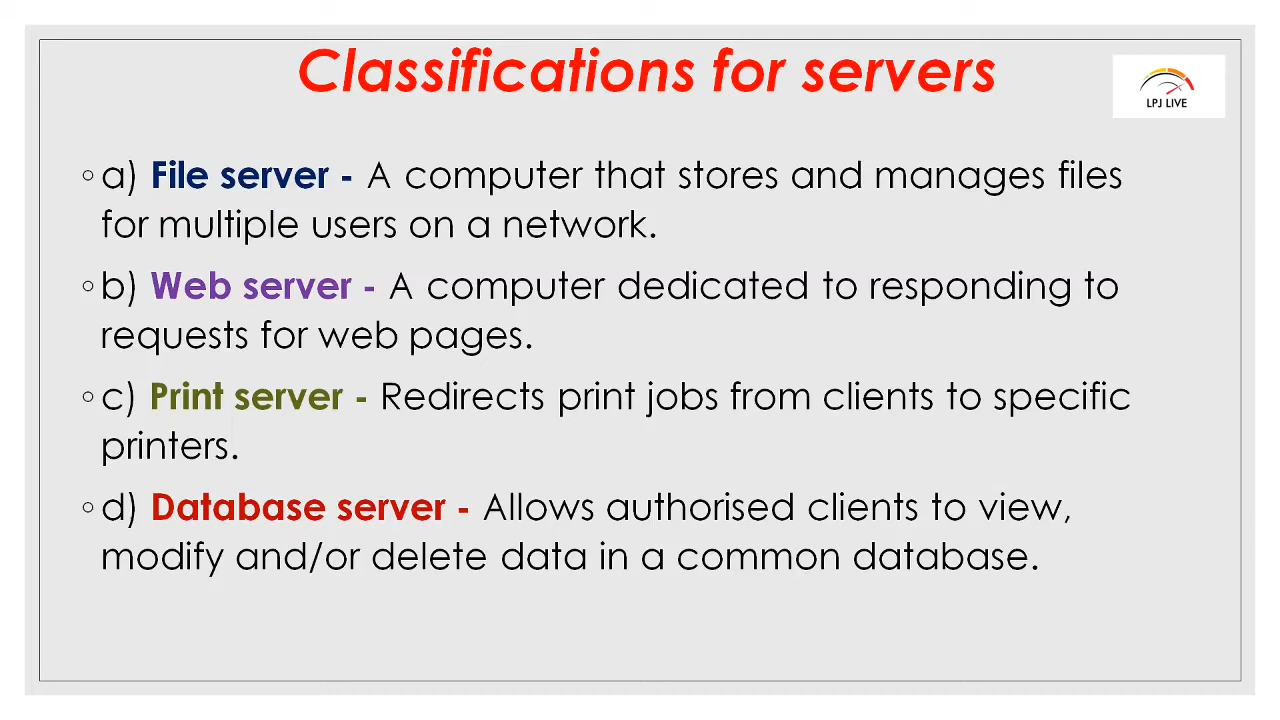 Classifications for servers
LPJ LIVE
◦ a) File server - A computer that stores and manages files
for multiple users on a network.
◦ b) Web server - A computer dedicated to responding to
requests for web pages.
◦ c) Print server - Redirects print jobs from clients to specific
printers.
◦ d) Database server - Allows authorised clients to view,
modify and/or delete data in a common database.